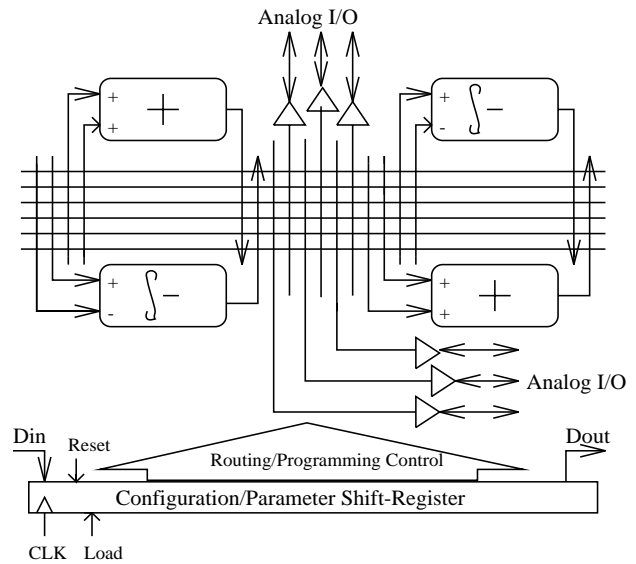 Analog I/O
+
+
+
+
-
∫-
+
-
∫-
+
+
+
Analog I/O
Din
Reset
Routing/Programming Control
Dout
Configuration/Parameter Shift-Register
CLK
Load